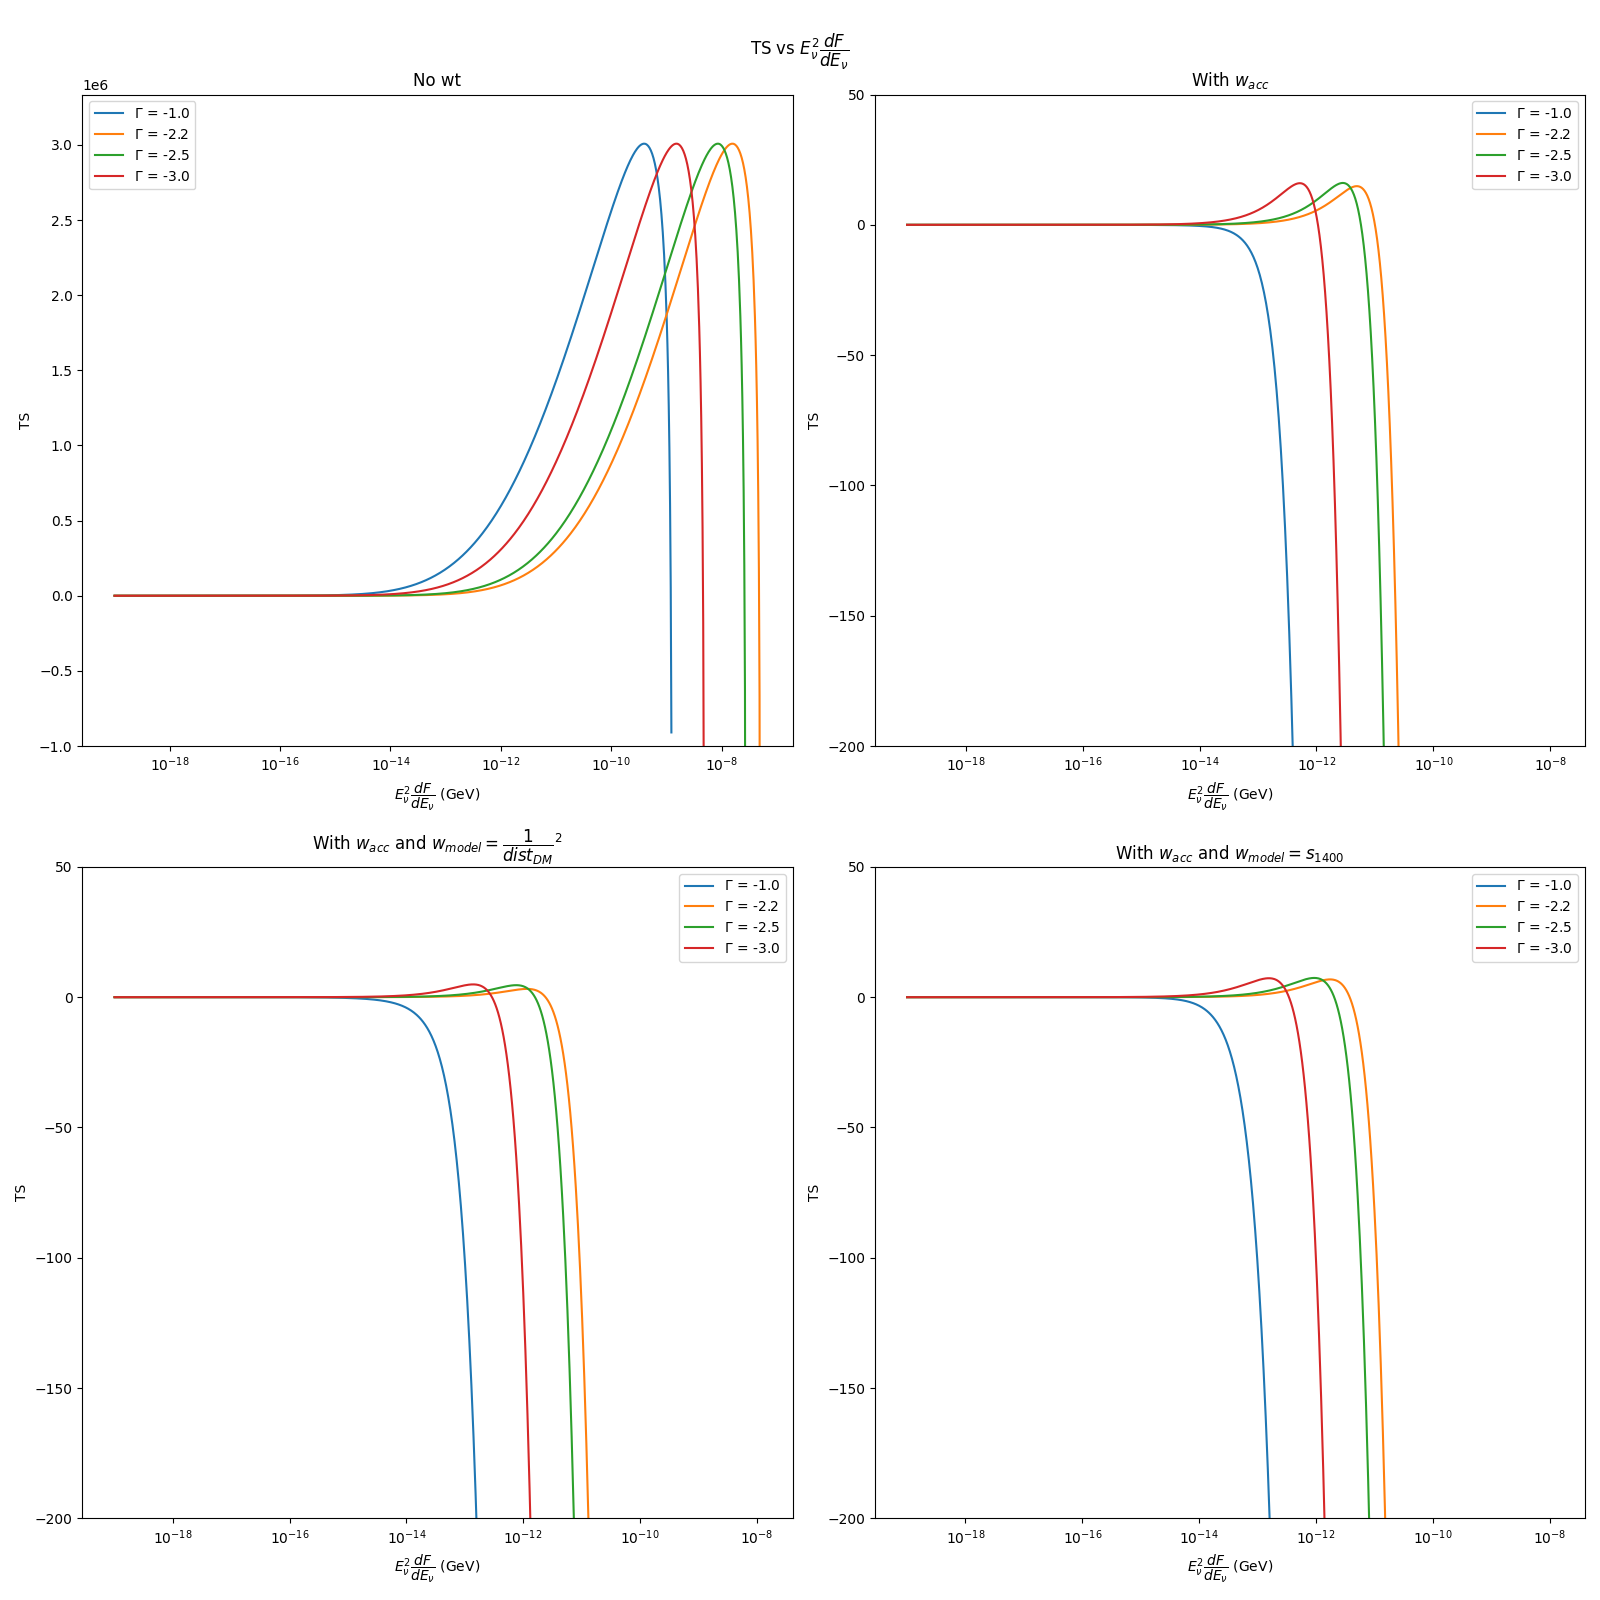 TS vs $E_\nu^2 \frac{dF}{dE_\nu}$
No wt
1e6
Γ = -1.0
Γ = -2.2
Γ = -2.5
Γ = -3.0
3.0
2.5
2.0
1.5
1.0
0.5
0.0
−0.5
−1.0
TS
$10^{-18}$ $10^{-16}$ $10^{-14}$ $10^{-12}$ $10^{-10}$ $10^{-8}$
$E_\nu^2 \frac{dF}{dE_\nu}$ (GeV)
With $w_{acc}$
Γ = -1.0
Γ = -2.2
Γ = -2.5
Γ = -3.0
50
0
−50
−100
−150
−200
TS
$10^{-18}$ $10^{-16}$ $10^{-14}$ $10^{-12}$ $10^{-10}$ $10^{-8}$
$E_\nu^2 \frac{dF}{dE_\nu}$ (GeV)
With $w_{acc}$ and $w_{model} = \frac{1}{dist_{DM}}^2$
Γ = -1.0
Γ = -2.2
Γ = -2.5
Γ = -3.0
50
0
−50
−100
−150
−200
TS
$10^{-18}$ $10^{-16}$ $10^{-14}$ $10^{-12}$ $10^{-10}$ $10^{-8}$
$E_\nu^2 \frac{dF}{dE_\nu}$ (GeV)
With $w_{acc}$ and $w_{model} = s_{1400}$
Γ = -1.0
Γ = -2.2
Γ = -2.5
Γ = -3.0
50
0
−50
−100
−150
−200
TS
$10^{-18}$ $10^{-16}$ $10^{-14}$ $10^{-12}$ $10^{-10}$ $10^{-8}$
$E_\nu^2 \frac{dF}{dE_\nu}$ (GeV)